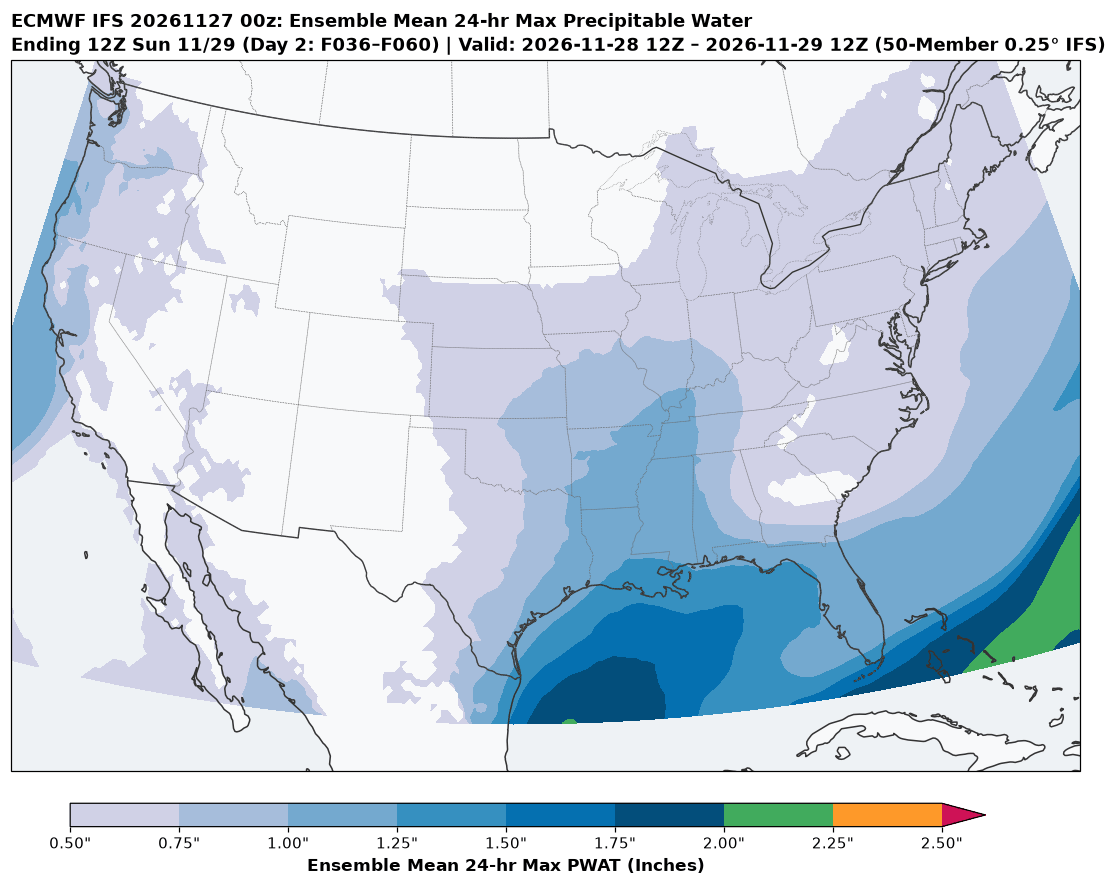 ECMWF IFS 20261127 00z: Ensemble Mean 24-hr Max Precipitable Water
Ending 12Z Sun 11/29 (Day 2: F036–F060) | Valid: 2026-11-28 12Z – 2026-11-29 12Z (50-Member 0.25° IFS)
0.50" 0.75" 1.00" 1.25" 1.50" 1.75" 2.00" 2.25" 2.50"
Ensemble Mean 24-hr Max PWAT (Inches)